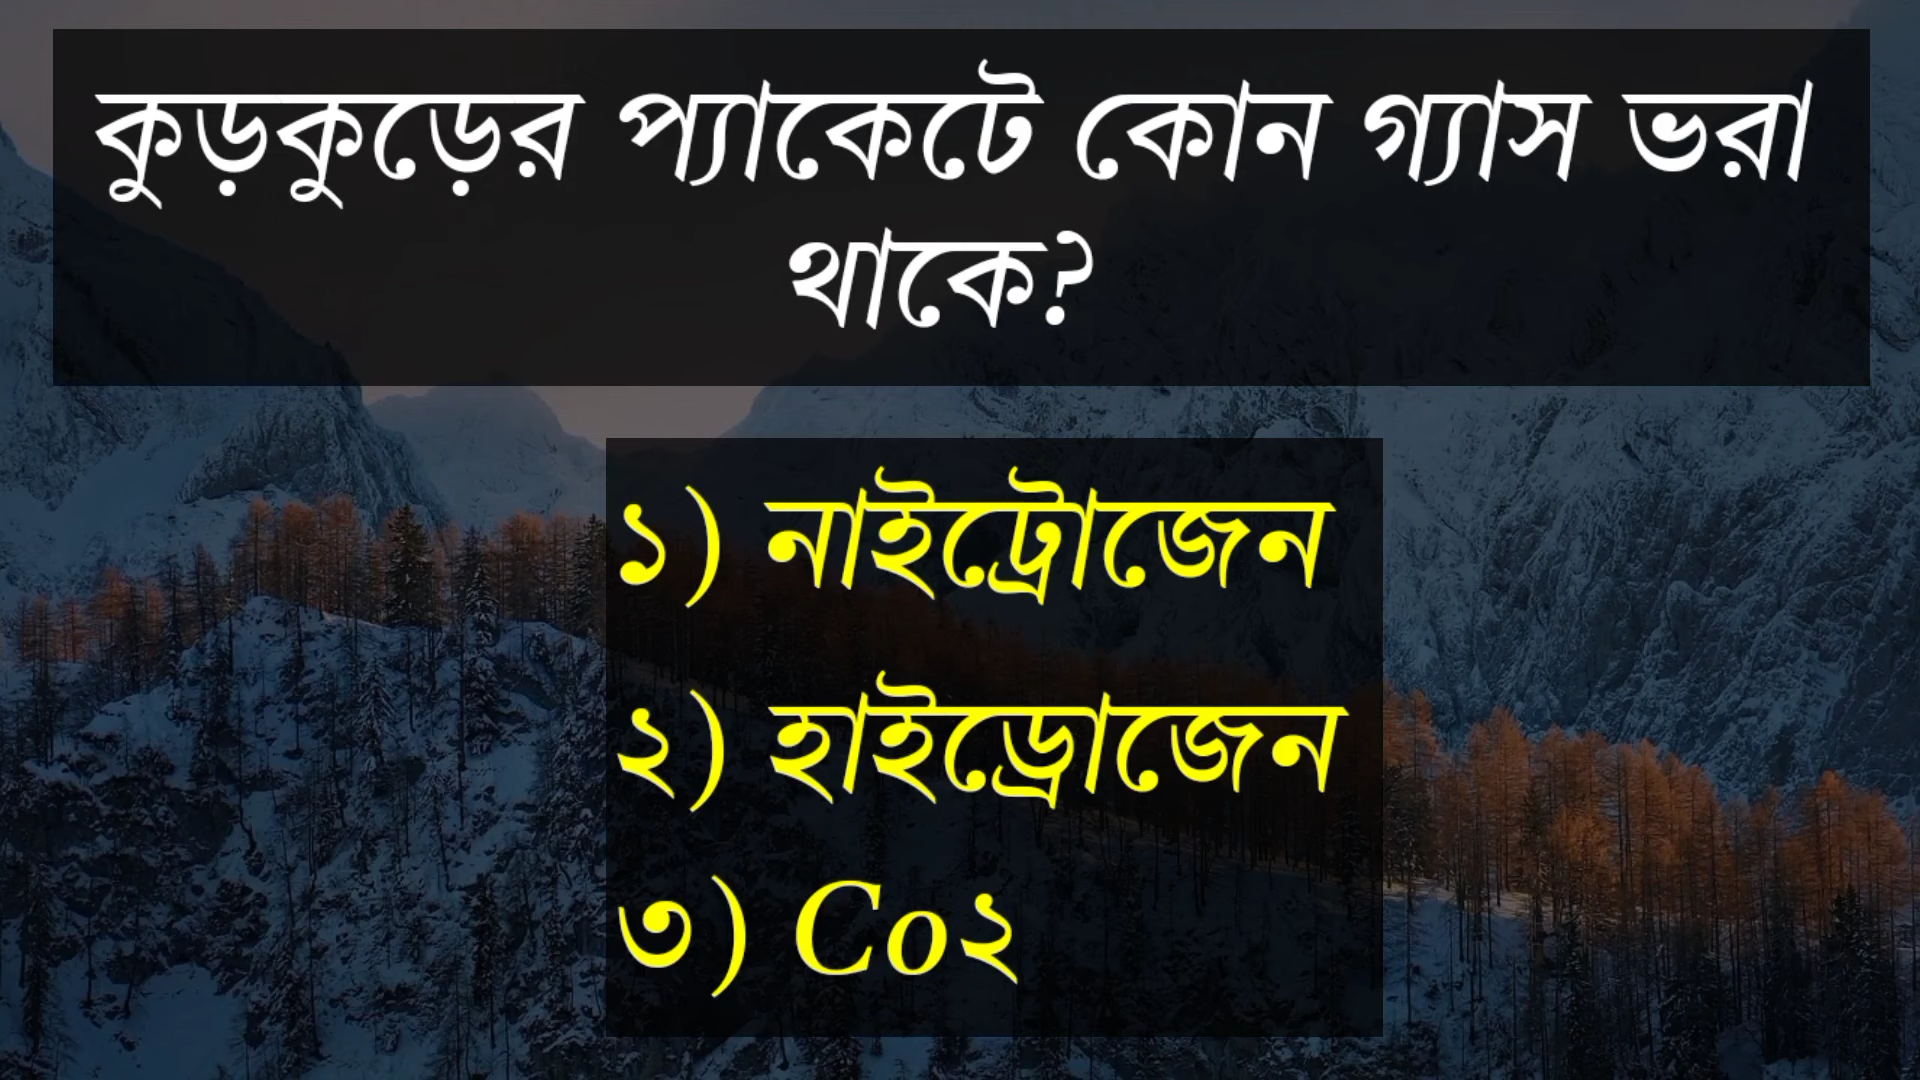 কুড়কুড়ের প্যাকেটে কোন গ্যাস ভরা
থাকে?
১) নাইট্রোজেন
২) হাইড্রোজেন
৩) Co২